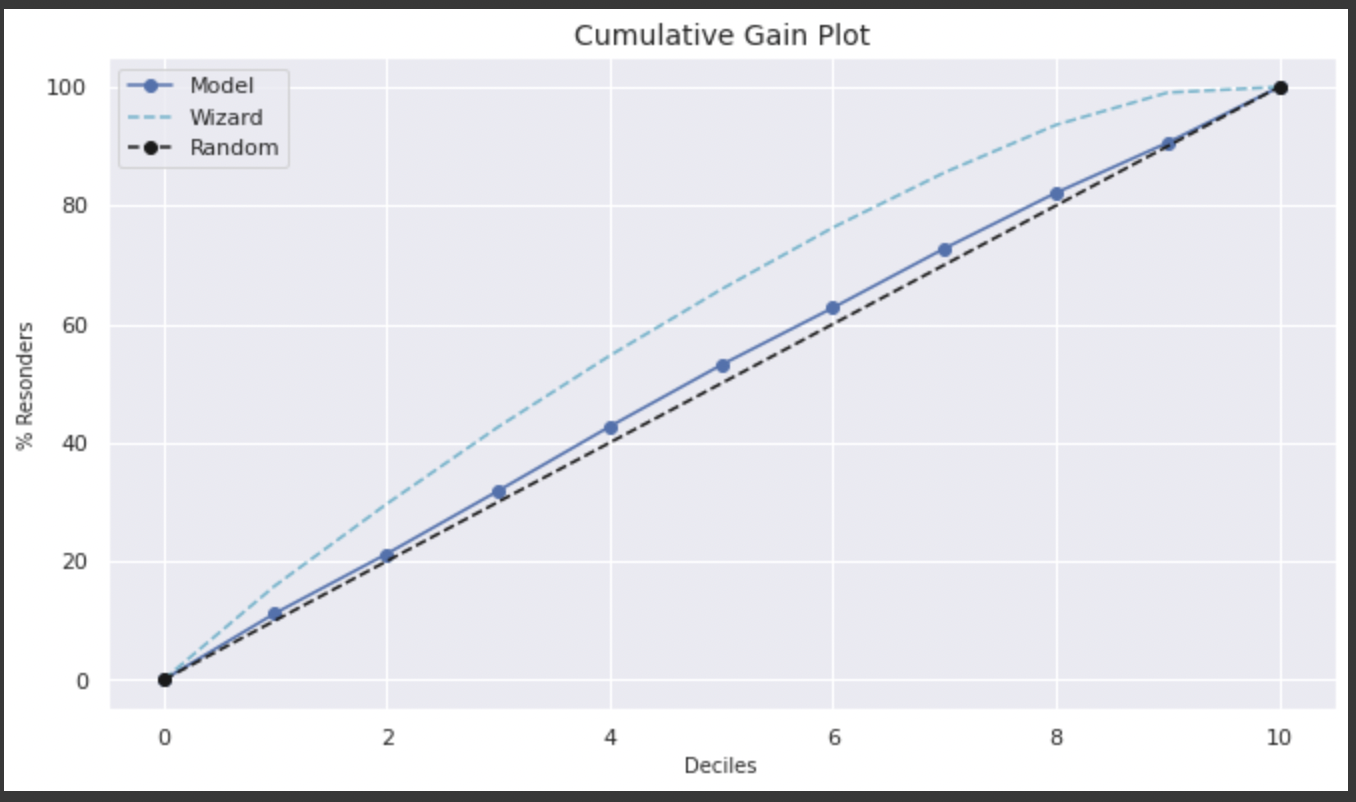 Cumulative Gain Plot
Model
Wizard
Random
100
80
60
40
20
0
% Resonders
0 2 4 6 8 10
Deciles